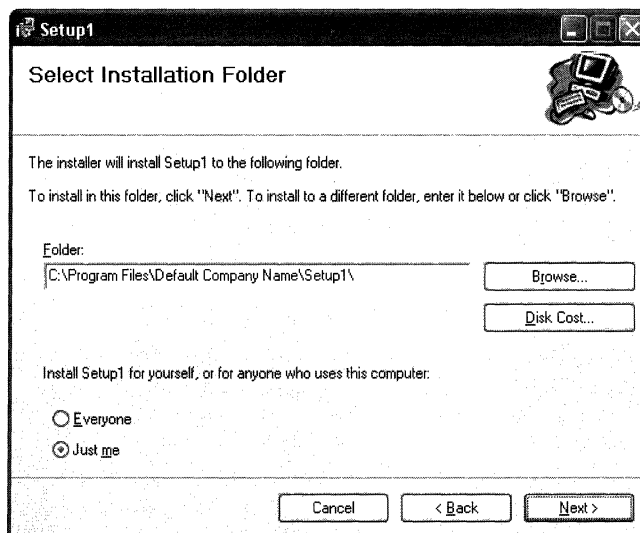 Setup1
Select Installation Folder
The installer will install Setup1 to the following folder.
To install in this folder, click "Next". To install to a different folder, enter it below or click "Browse".
Folder:
C:\Program Files\Default Company Name\Setup1\
Browse...
Disk Cost...
Install Setup1 for yourself, or for anyone who uses this computer:
Everyone
Just me
Cancel
< Back
Next >